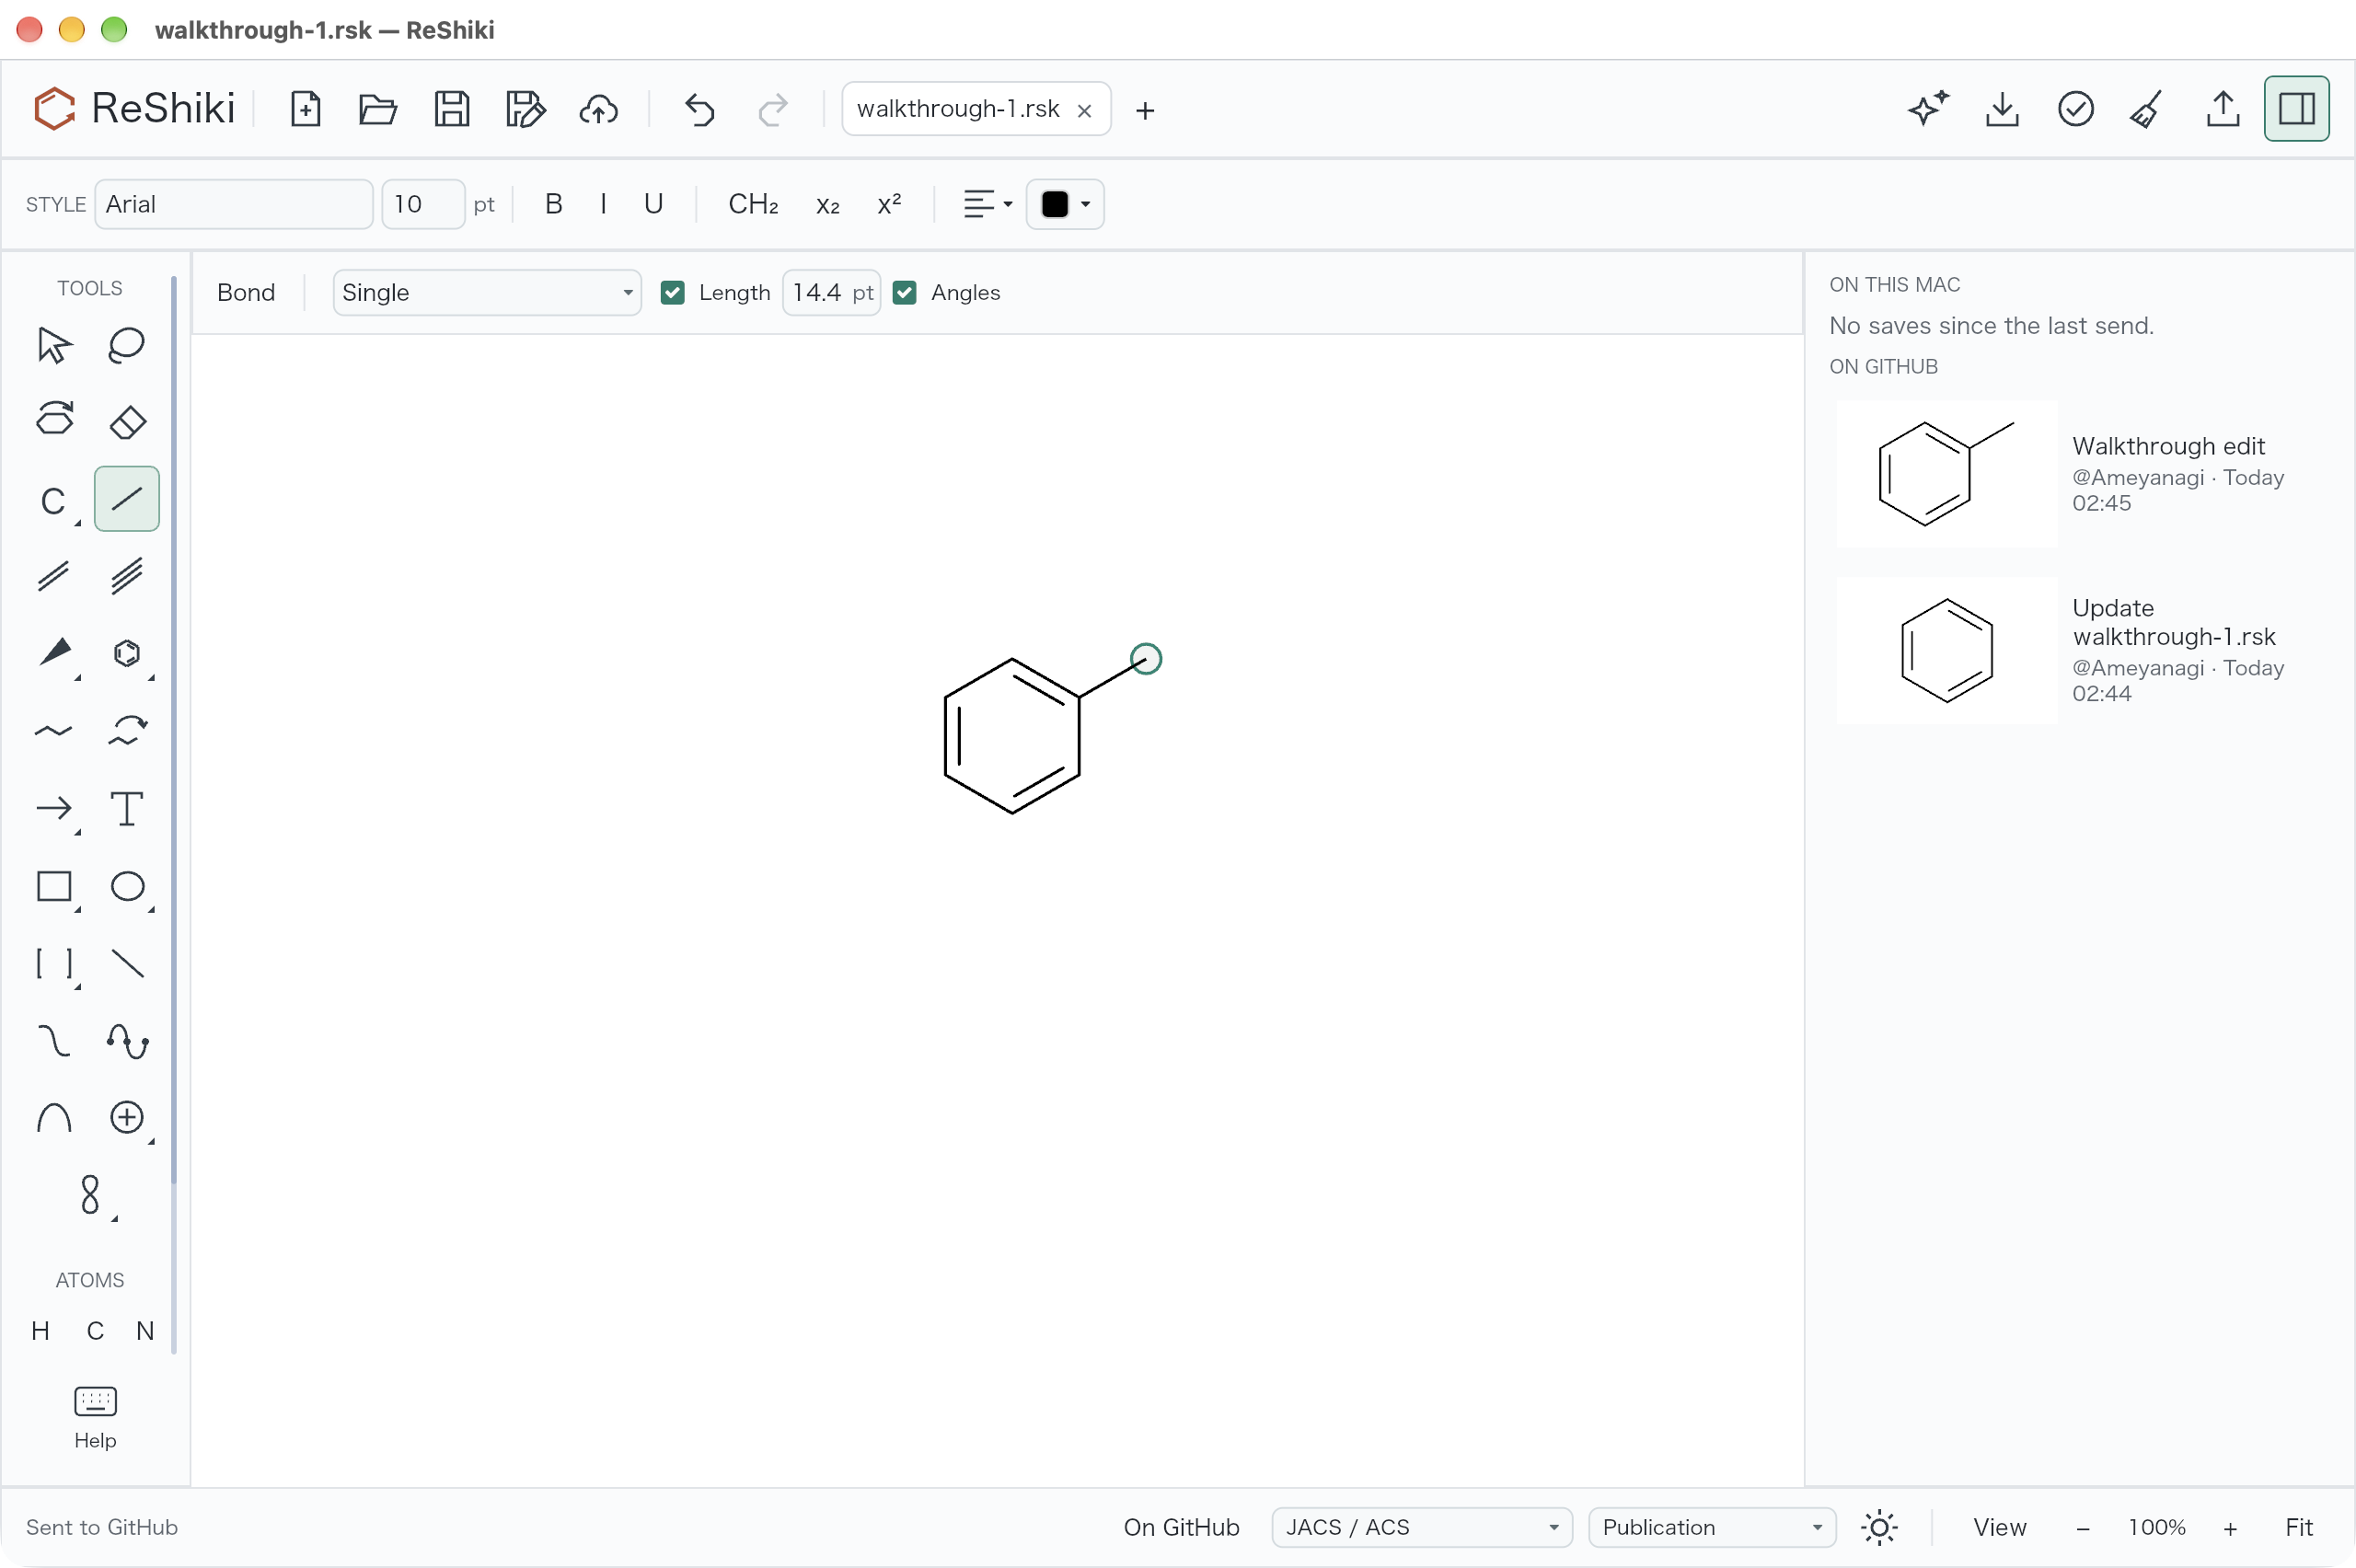 walkthrough-1.rsk — ReShiki
ReShiki
walkthrough-1.rsk ×
+
STYLE Arial 10 pt B I U CH₂ x₂ x²
TOOLS
Bond Single Length 14.4 pt Angles
C
T
[ ]
ATOMS
H C N
Help
ON THIS MAC
No saves since the last send.
ON GITHUB
Walkthrough edit
@Ameyanagi · Today
02:45
Update
walkthrough-1.rsk
@Ameyanagi · Today
02:44
Sent to GitHub On GitHub JACS / ACS Publication View − 100% + Fit